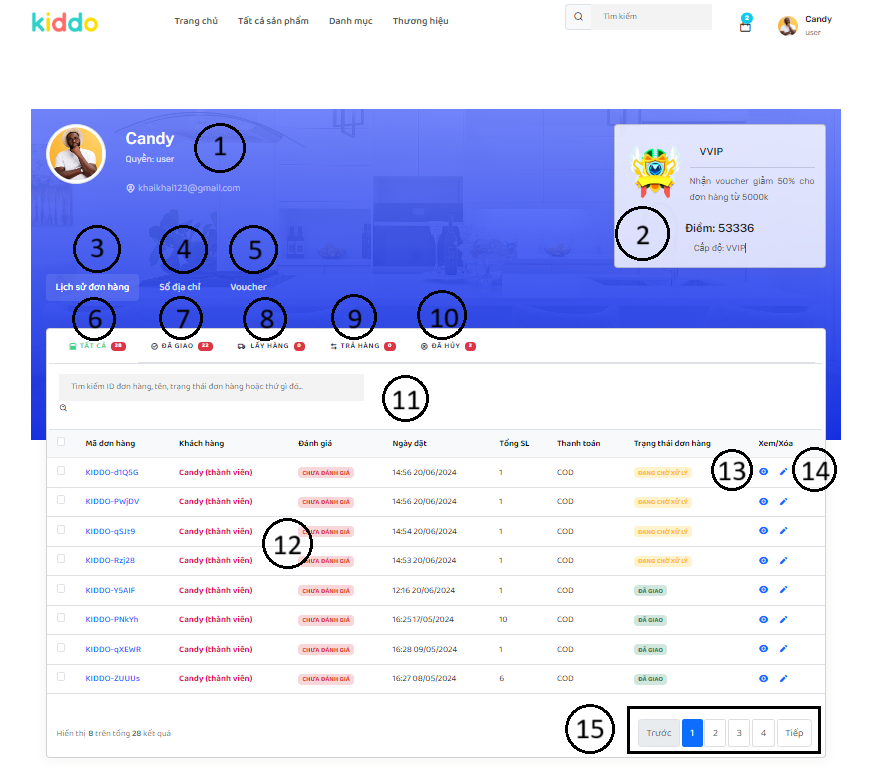 kiddo
Trang chủ Tất cả sản phẩm Danh mục Thương hiệu
Tìm kiếm
2
Candy
user
Candy
Quyền: user
khaikhai123@gmail.com
1
VVIP
Nhận voucher giảm 50% cho
đơn hàng từ 5000k
Điểm: 53336
Cấp độ: VVIP
2
3 4 5
Lịch sử đơn hàng Sổ địa chỉ Voucher
6 7 8 9 10
TẤT CẢ 28 ĐÃ GIAO 22 LẤY HÀNG 0 TRẢ HÀNG 0 ĐÃ HỦY 2
Tìm kiếm ID đơn hàng, tên, trạng thái đơn hàng hoặc thứ gì đó...
11
Mã đơn hàng Khách hàng Đánh giá Ngày đặt Tổng SL Thanh toán Trạng thái đơn hàng Xem/Xóa
KIDDO-d1QSG Candy (thành viên) CHƯA ĐÁNH GIÁ 14:56 20/06/2024 1 COD ĐANG CHỜ XỬ LÝ 13 14
KIDDO-PWjDV Candy (thành viên) CHƯA ĐÁNH GIÁ 14:56 20/06/2024 1 COD ĐANG CHỜ XỬ LÝ
KIDDO-qSJt9 Candy (thành viên) CHƯA ĐÁNH GIÁ 14:54 20/06/2024 1 COD ĐANG CHỜ XỬ LÝ
12
KIDDO-Rzj28 Candy (thành viên) CHƯA ĐÁNH GIÁ 14:53 20/06/2024 1 COD ĐANG CHỜ XỬ LÝ
KIDDO-Y5AIF Candy (thành viên) CHƯA ĐÁNH GIÁ 12:16 20/06/2024 1 COD ĐÃ GIAO
KIDDO-PNkYh Candy (thành viên) CHƯA ĐÁNH GIÁ 16:25 17/05/2024 10 COD ĐÃ GIAO
KIDDO-qXEWR Candy (thành viên) CHƯA ĐÁNH GIÁ 16:28 09/05/2024 1 COD ĐÃ GIAO
KIDDO-ZUUUs Candy (thành viên) CHƯA ĐÁNH GIÁ 16:27 08/05/2024 6 COD ĐÃ GIAO
Hiển thị 8 trên tổng 28 kết quả
15
Trước 1 2 3 4 Tiếp